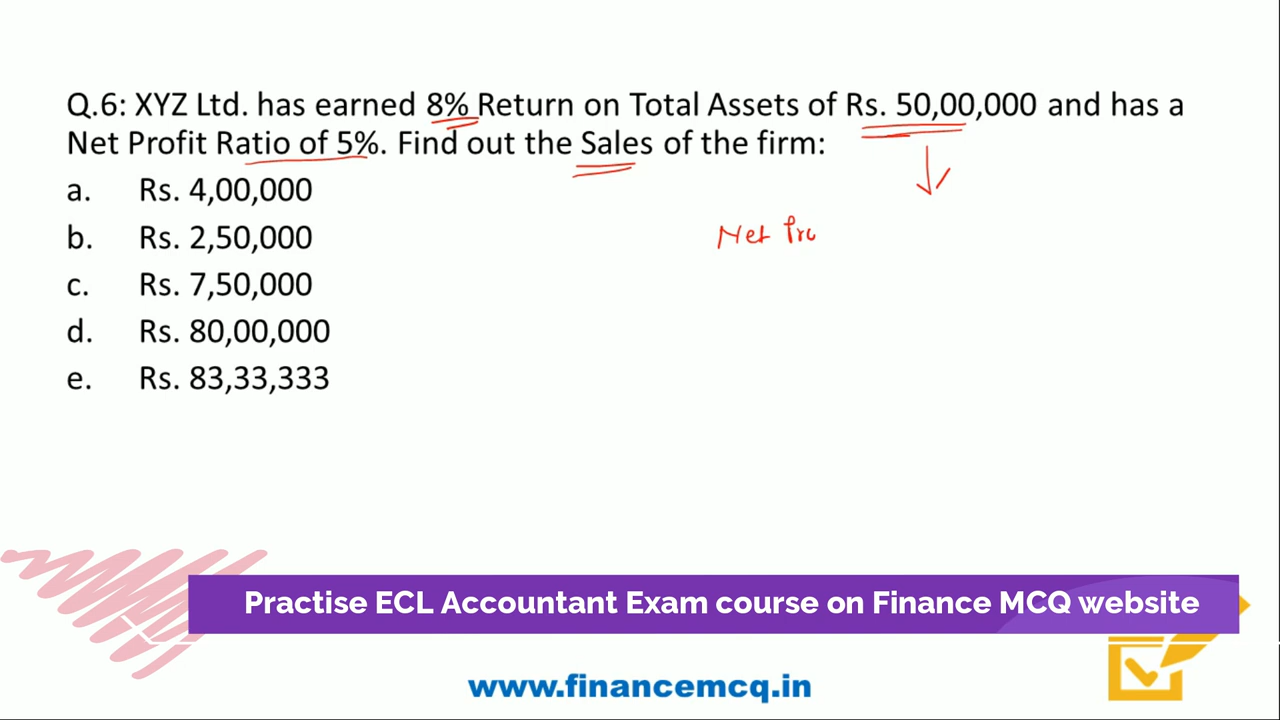 Q.6: XYZ Ltd. has earned 8% Return on Total Assets of Rs. 50,00,000 and has a
Net Profit Ratio of 5%. Find out the Sales of the firm:
a. Rs. 4,00,000
b. Rs. 2,50,000
Net Pro
c. Rs. 7,50,000
d. Rs. 80,00,000
e. Rs. 83,33,333
Practise ECL Accountant Exam course on Finance MCQ website
www.financemcq.in